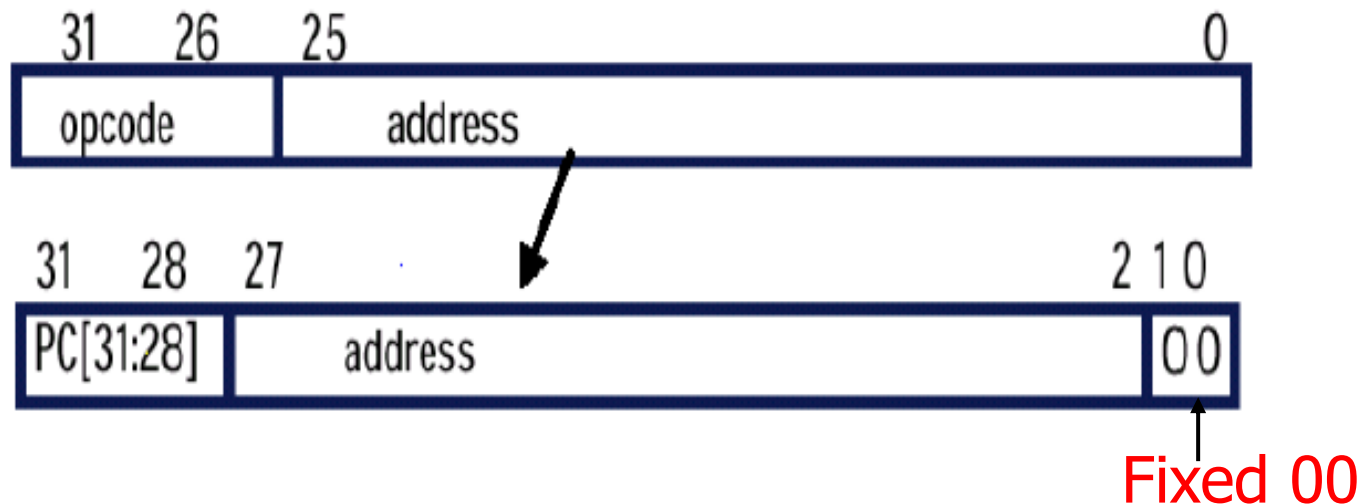 31 26 25 0
opcode address
31 28 27 2 1 0
PC[31:28] address 00
Fixed 00